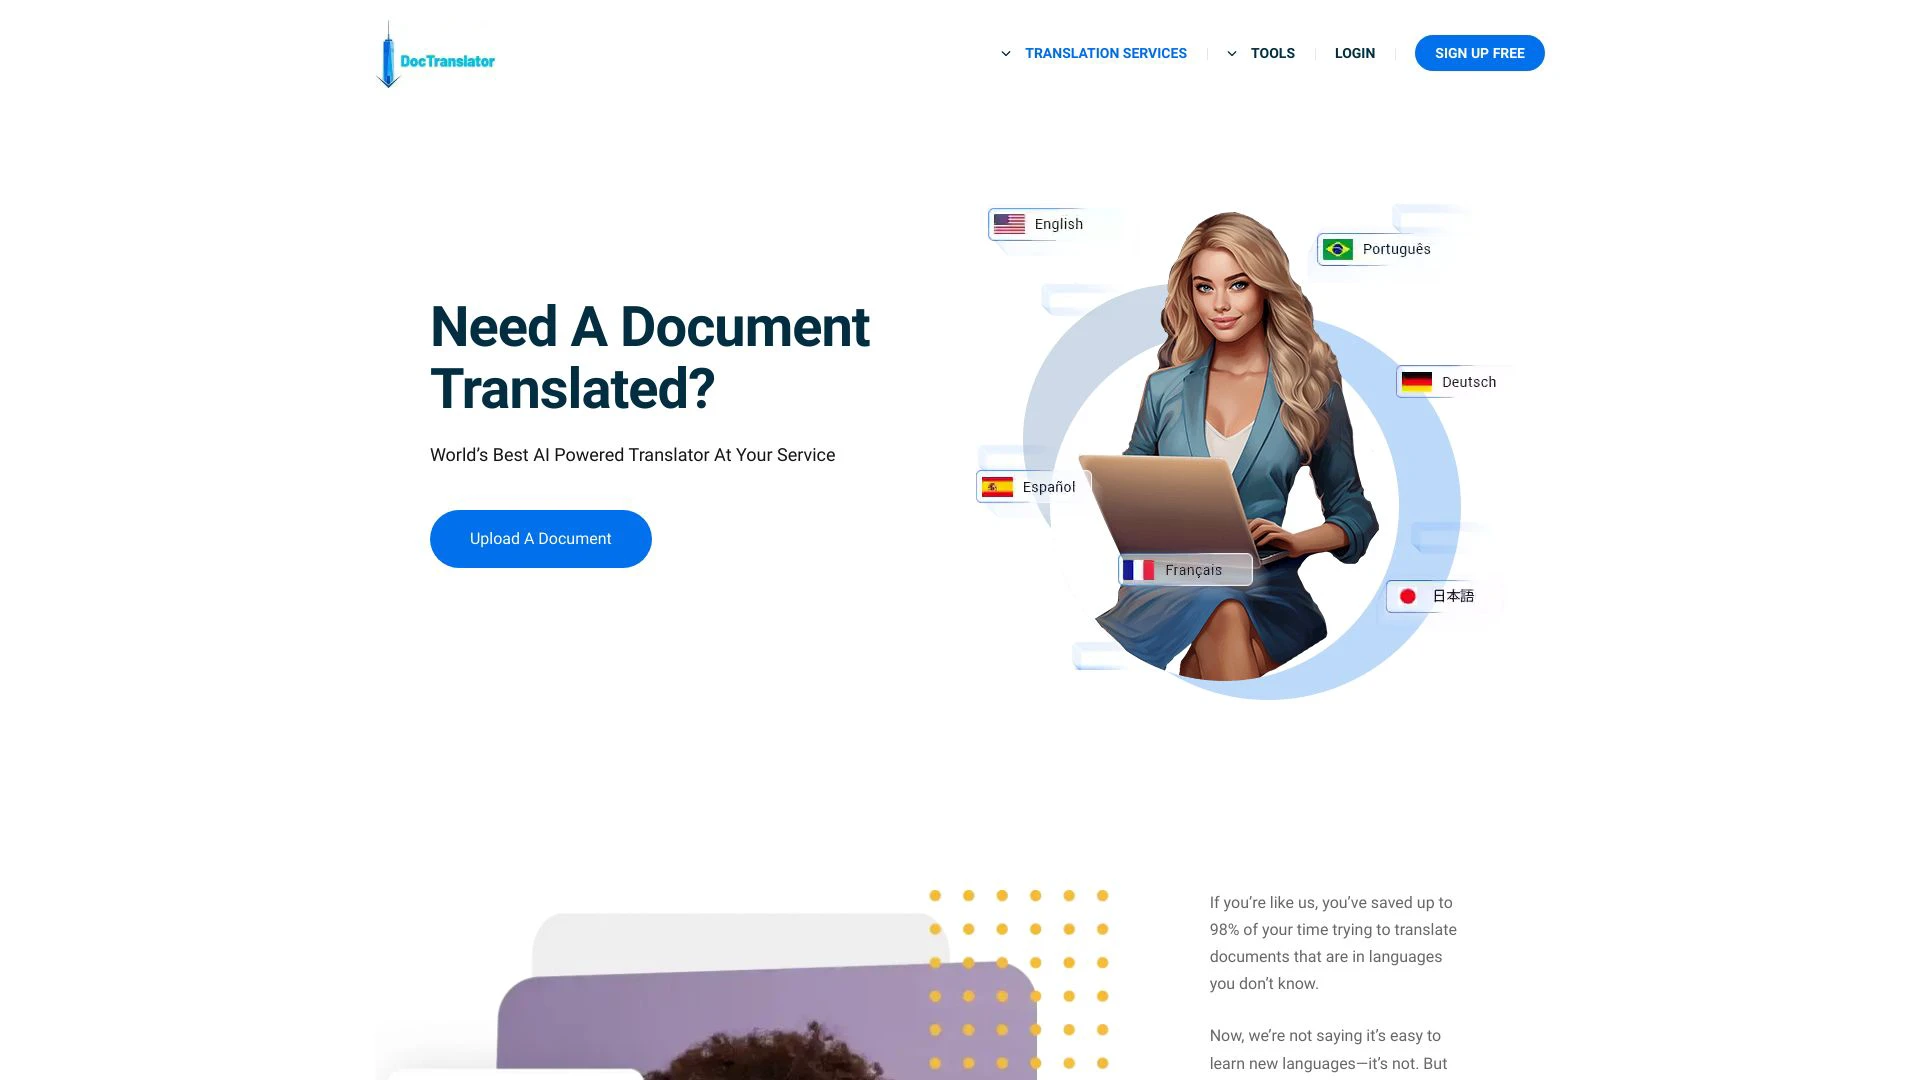 DocTranslator
TRANSLATION SERVICES
TOOLS
LOGIN
SIGN UP FREE
English
Português
Need A Document
Translated?
Deutsch
World’s Best AI Powered Translator At Your Service
Español
Upload A Document
Français
日本語
If you’re like us, you’ve saved up to
98% of your time trying to translate
documents that are in languages
you don’t know.
Now, we’re not saying it’s easy to
learn new languages—it’s not. But